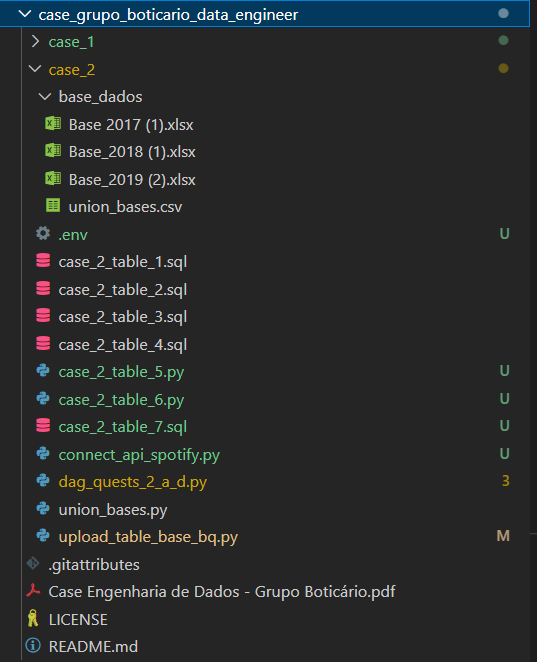 case_grupo_boticario_data_engineer
case_1
case_2
base_dados
Base 2017 (1).xlsx
Base_2018 (1).xlsx
Base_2019 (2).xlsx
union_bases.csv
.env U
case_2_table_1.sql
case_2_table_2.sql
case_2_table_3.sql
case_2_table_4.sql
case_2_table_5.py U
case_2_table_6.py U
case_2_table_7.sql U
connect_api_spotify.py U
dag_quests_2_a_d.py 3
union_bases.py
upload_table_base_bq.py M
.gitattributes
Case Engenharia de Dados - Grupo Boticário.pdf
LICENSE
README.md